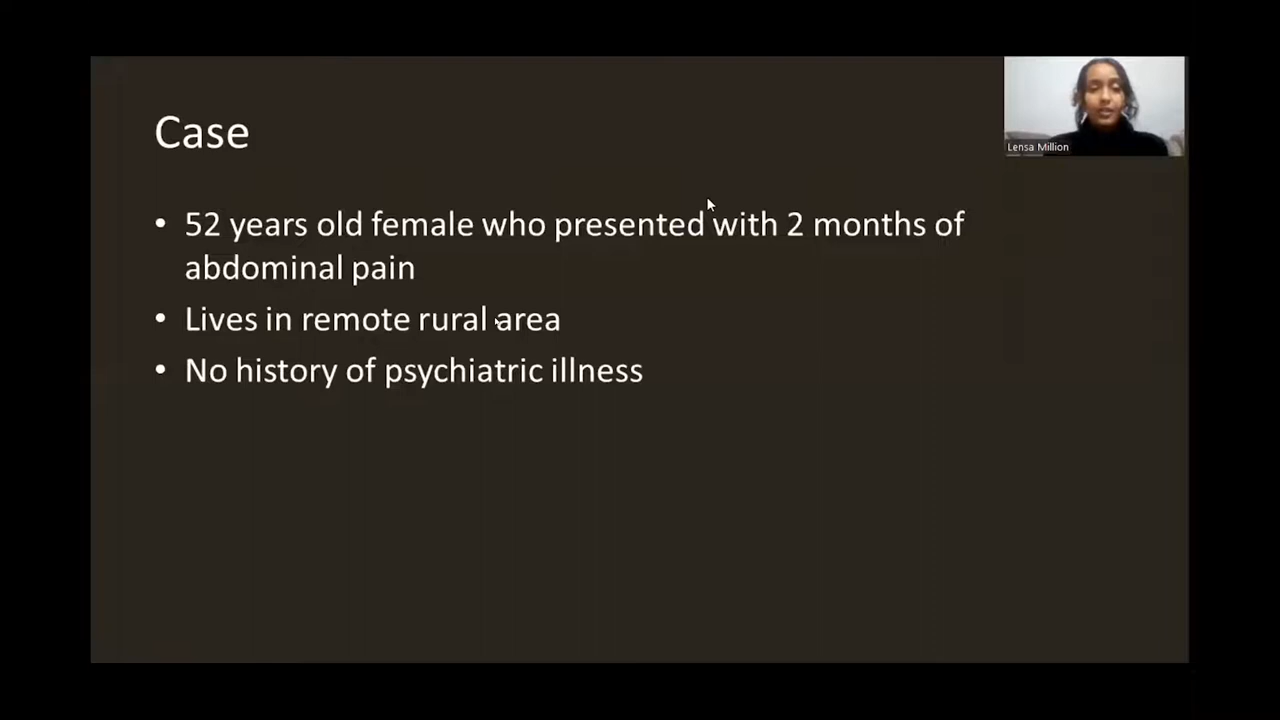 Case
• 52 years old female who presented with 2 months of
abdominal pain
• Lives in remote rural area
• No history of psychiatric illness
Lensa Million